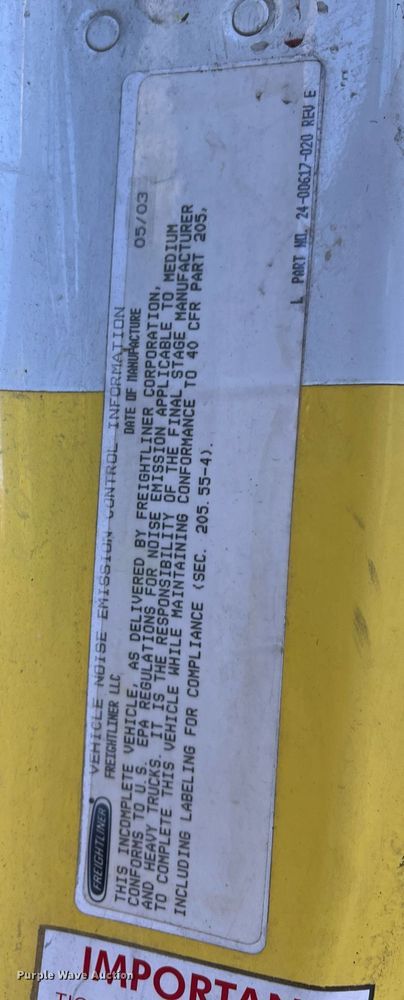 FREIGHTLINER
VEHICLE NOISE EMISSION CONTROL INFORMATION
FREIGHTLINER LLC DATE OF MANUFACTURE 05/03
THIS INCOMPLETE VEHICLE, AS DELIVERED BY FREIGHTLINER CORPORATION,
CONFORMS TO U.S. EPA REGULATIONS FOR NOISE EMISSION APPLICABLE TO MEDIUM
AND HEAVY TRUCKS. IT IS THE RESPONSIBILITY OF THE FINAL STAGE MANUFACTURER
TO COMPLETE THIS VEHICLE WHILE MAINTAINING CONFORMANCE TO 40 CFR PART 205,
INCLUDING LABELING FOR COMPLIANCE (SEC. 205.55-4).
L PART NO. 24-00617-020 REV E
IMPORTAN
Purple Wave Auction